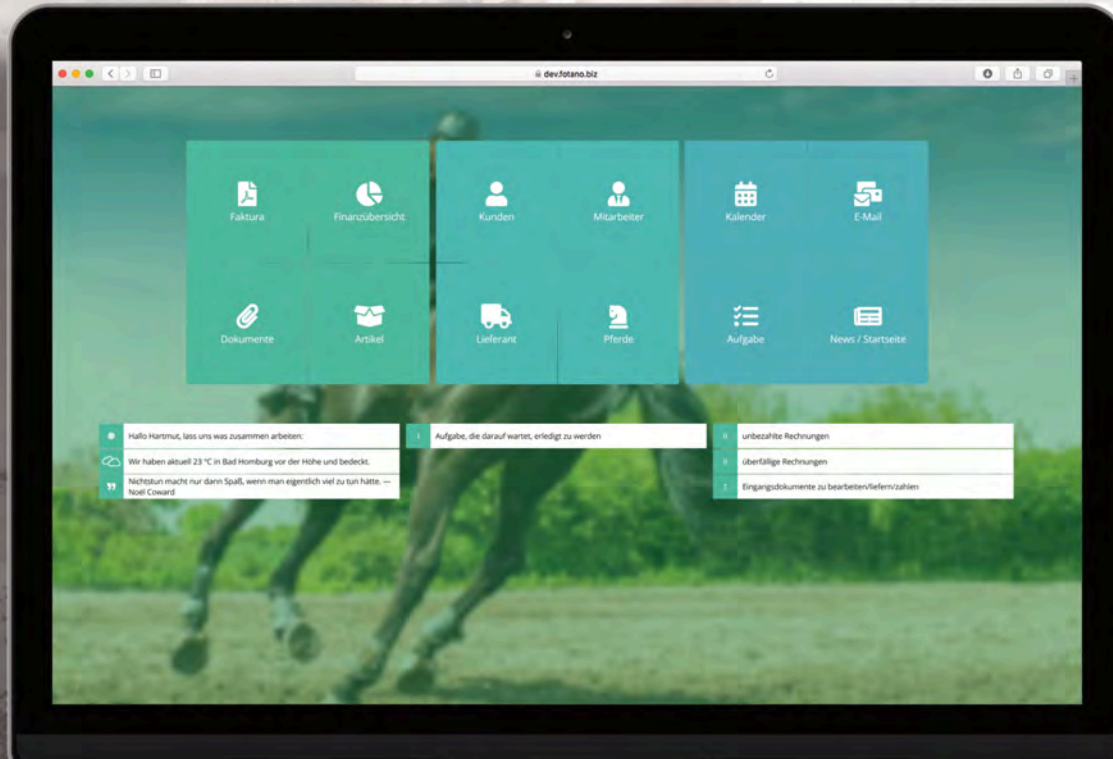 dev.fotano.biz
Faktura
Finanzübersicht
Kunden
Mitarbeiter
Kalender
E-Mail
Dokumente
Artikel
Lieferant
Pferde
Aufgabe
News / Startseite
Hallo Hartmut, lass uns was zusammen arbeiten:
Wir haben aktuell 23 °C in Bad Homburg vor der Höhe und bedeckt.
Nichtstun macht nur dann Spaß, wenn man eigentlich viel zu tun hätte. —
Noël Coward
1 Aufgabe, die darauf wartet, erledigt zu werden
unbezahlte Rechnungen
überfällige Rechnungen
Eingangsdokumente zu bearbeiten/liefern/zahlen